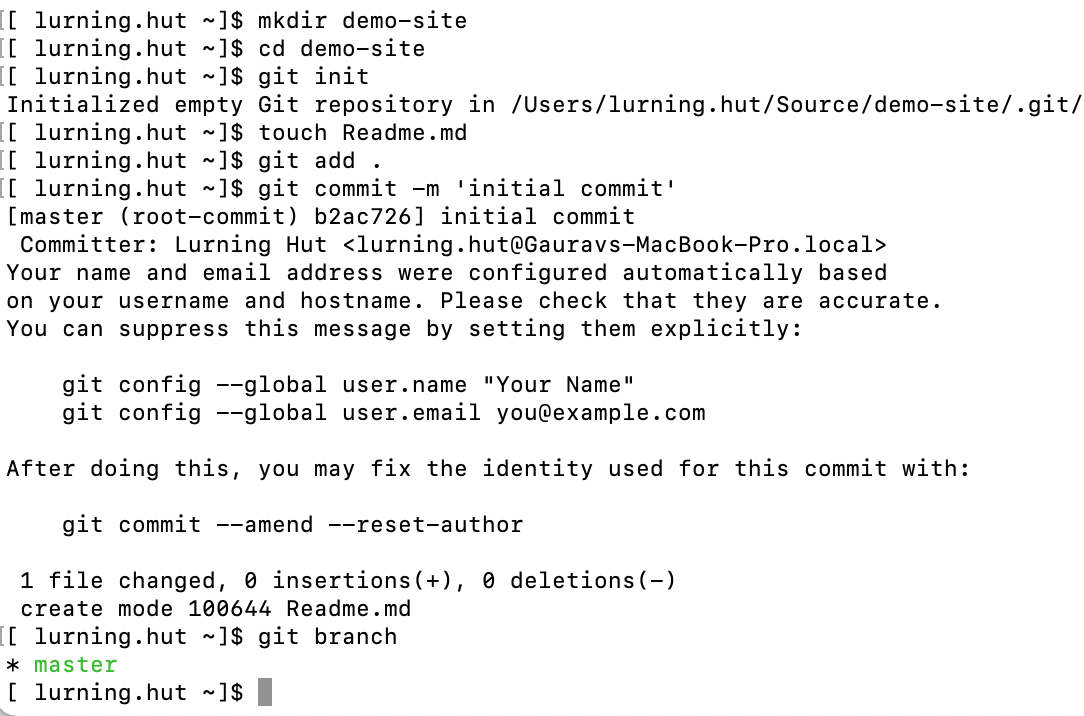 [[ lurning.hut ~]$ mkdir demo-site
[[ lurning.hut ~]$ cd demo-site
[[ lurning.hut ~]$ git init
Initialized empty Git repository in /Users/lurning.hut/Source/demo-site/.git/
[[ lurning.hut ~]$ touch Readme.md
[[ lurning.hut ~]$ git add .
[[ lurning.hut ~]$ git commit -m 'initial commit'
[master (root-commit) b2ac726] initial commit
 Committer: Lurning Hut <lurning.hut@Gauravs-MacBook-Pro.local>
Your name and email address were configured automatically based
on your username and hostname. Please check that they are accurate.
You can suppress this message by setting them explicitly:

    git config --global user.name "Your Name"
    git config --global user.email you@example.com

After doing this, you may fix the identity used for this commit with:

    git commit --amend --reset-author

 1 file changed, 0 insertions(+), 0 deletions(-)
 create mode 100644 Readme.md
[[ lurning.hut ~]$ git branch
* master
[ lurning.hut ~]$